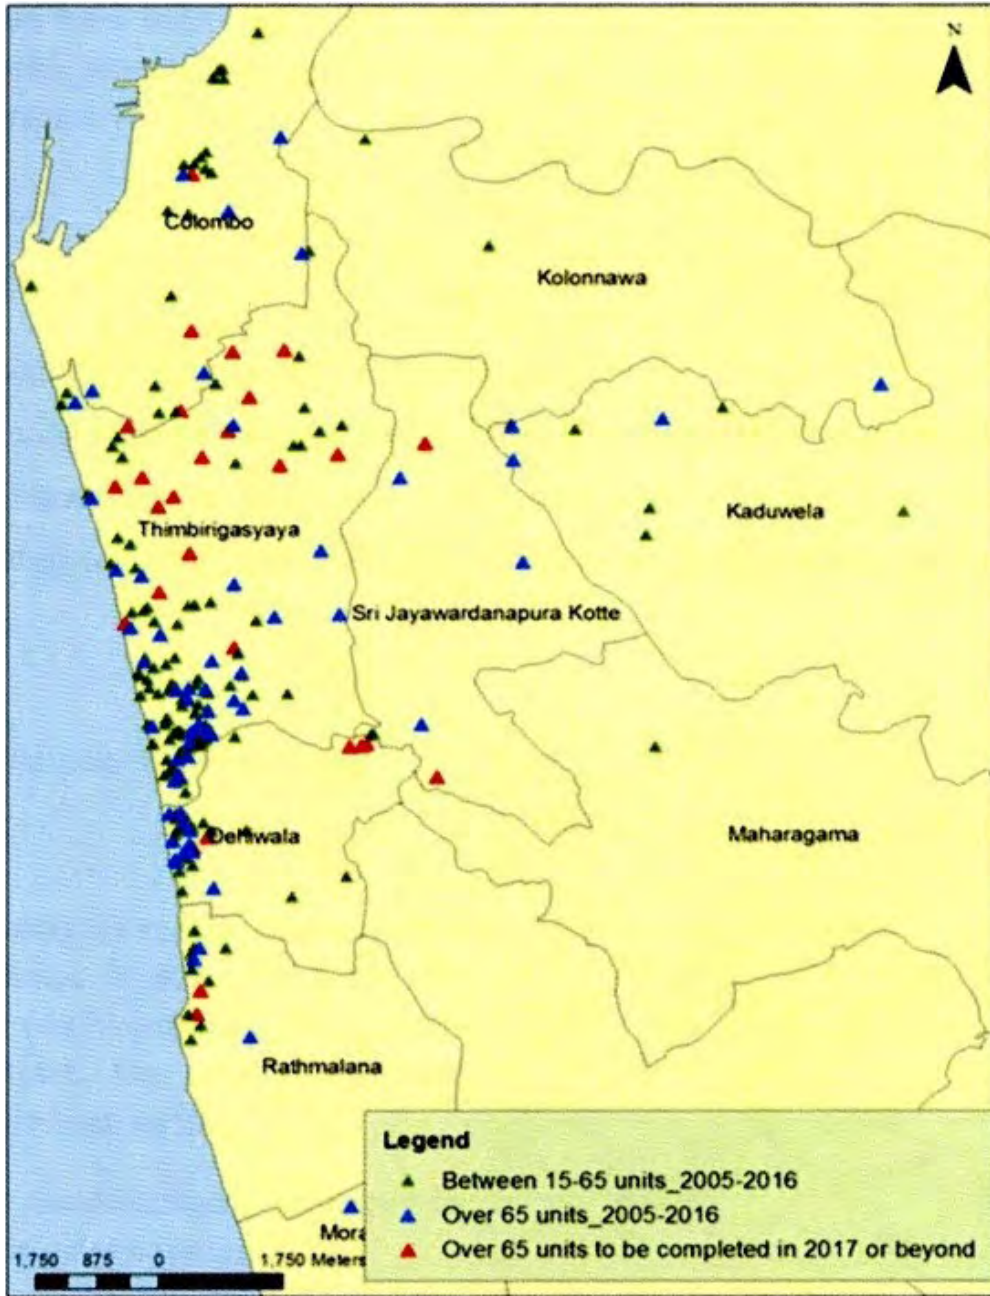 N
Colombo
Kolonnawa
Kaduwela
Thimbirigasyaya
Sri Jayawardanapura Kotte
Dehiwala
Maharagama
Rathmalana
Mora
Legend
Between 15-65 units_2005-2016
Over 65 units_2005-2016
Over 65 units to be completed in 2017 or beyond
1,750 875 0 1,750 Meters